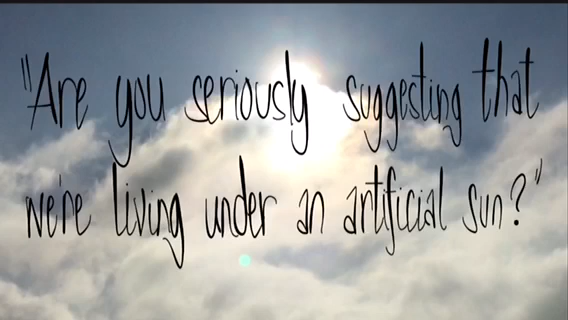 "Are you seriously suggesting that
we're living under an artificial sun?"